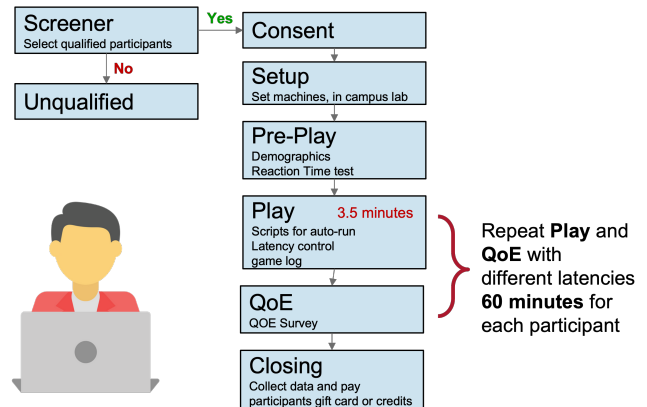 Screener
Select qualified participants
Yes
No
Unqualified
Consent
Setup
Set machines, in campus lab
Pre-Play
Demographics
Reaction Time test
Play 3.5 minutes
Scripts for auto-run
Latency control
game log
QoE
QOE Survey
Closing
Collect data and pay
participants gift card or credits
Repeat Play and
QoE with
different latencies
60 minutes for
each participant